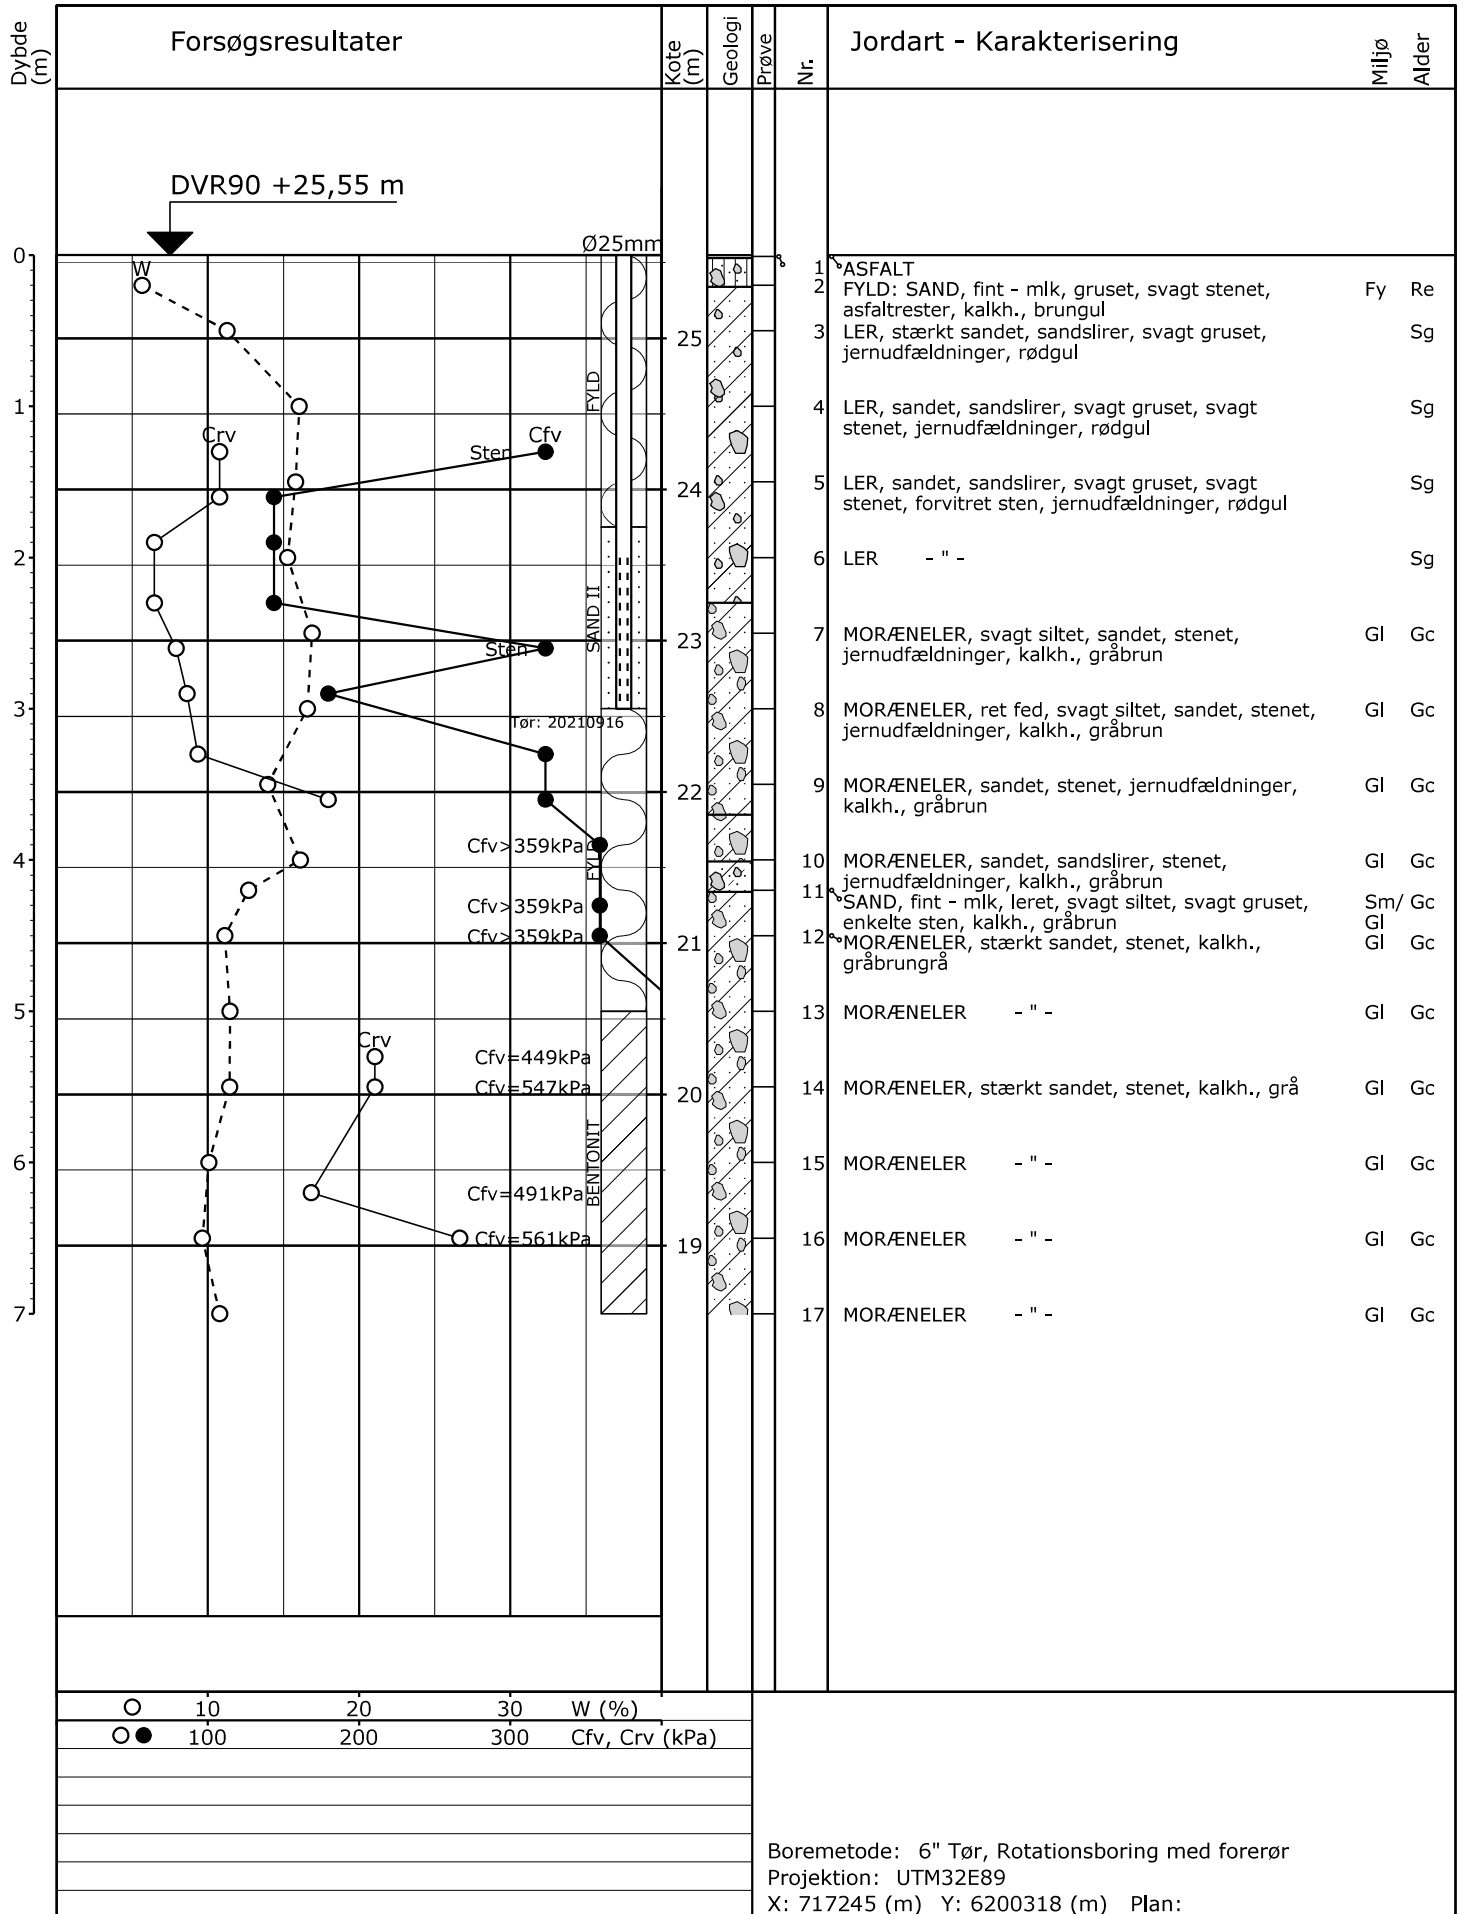 Dybde
(m)
Forsøgsresultater
Kote
(m)
Geologi
Prøve
Nr.
Jordart - Karakterisering
Miljø
Alder
DVR90 +25,55 m
Ø25mm
0
W
1 ASFALT
2 FYLD: SAND, fint - mlk, gruset, svagt stenet, Fy Re
asfaltrester, kalkh., brungul
25
3 LER, stærkt sandet, sandslirer, svagt gruset, Sg
jernudfældninger, rødgul
FYLD
1
4 LER, sandet, sandslirer, svagt gruset, svagt Sg
stenet, jernudfældninger, rødgul
Crv
Cfv
Sten
24
5 LER, sandet, sandslirer, svagt gruset, svagt Sg
stenet, forvitret sten, jernudfældninger, rødgul
2
6 LER - " - Sg
SAND II
23
7 MORÆNELER, svagt siltet, sandet, stenet, Gl Gc
jernudfældninger, kalkh., gråbrun
Sten
3
Tør: 20210916
8 MORÆNELER, ret fed, svagt siltet, sandet, stenet, Gl Gc
jernudfældninger, kalkh., gråbrun
22
9 MORÆNELER, sandet, stenet, jernudfældninger, Gl Gc
kalkh., gråbrun
Cfv>359kPa
FYLD
4
10 MORÆNELER, sandet, sandslirer, stenet, Gl Gc
jernudfældninger, kalkh., gråbrun
Cfv>359kPa
11 SAND, fint - mlk, leret, svagt siltet, svagt gruset, Sm/ Gc
enkelte sten, kalkh., gråbrun Gl
Cfv>359kPa
21
12 MORÆNELER, stærkt sandet, stenet, kalkh., Gl Gc
gråbrungrå
5
13 MORÆNELER - " - Gl Gc
Crv
Cfv=449kPa
Cfv=547kPa
20
14 MORÆNELER, stærkt sandet, stenet, kalkh., grå Gl Gc
BENTONIT
6
15 MORÆNELER - " - Gl Gc
Cfv=491kPa
Cfv=561kPa
19
16 MORÆNELER - " - Gl Gc
7
17 MORÆNELER - " - Gl Gc
10 20 30 W (%)
100 200 300 Cfv, Crv (kPa)
Boremetode: 6" Tør, Rotationsboring med forerør
Projektion: UTM32E89
X: 717245 (m) Y: 6200318 (m) Plan: